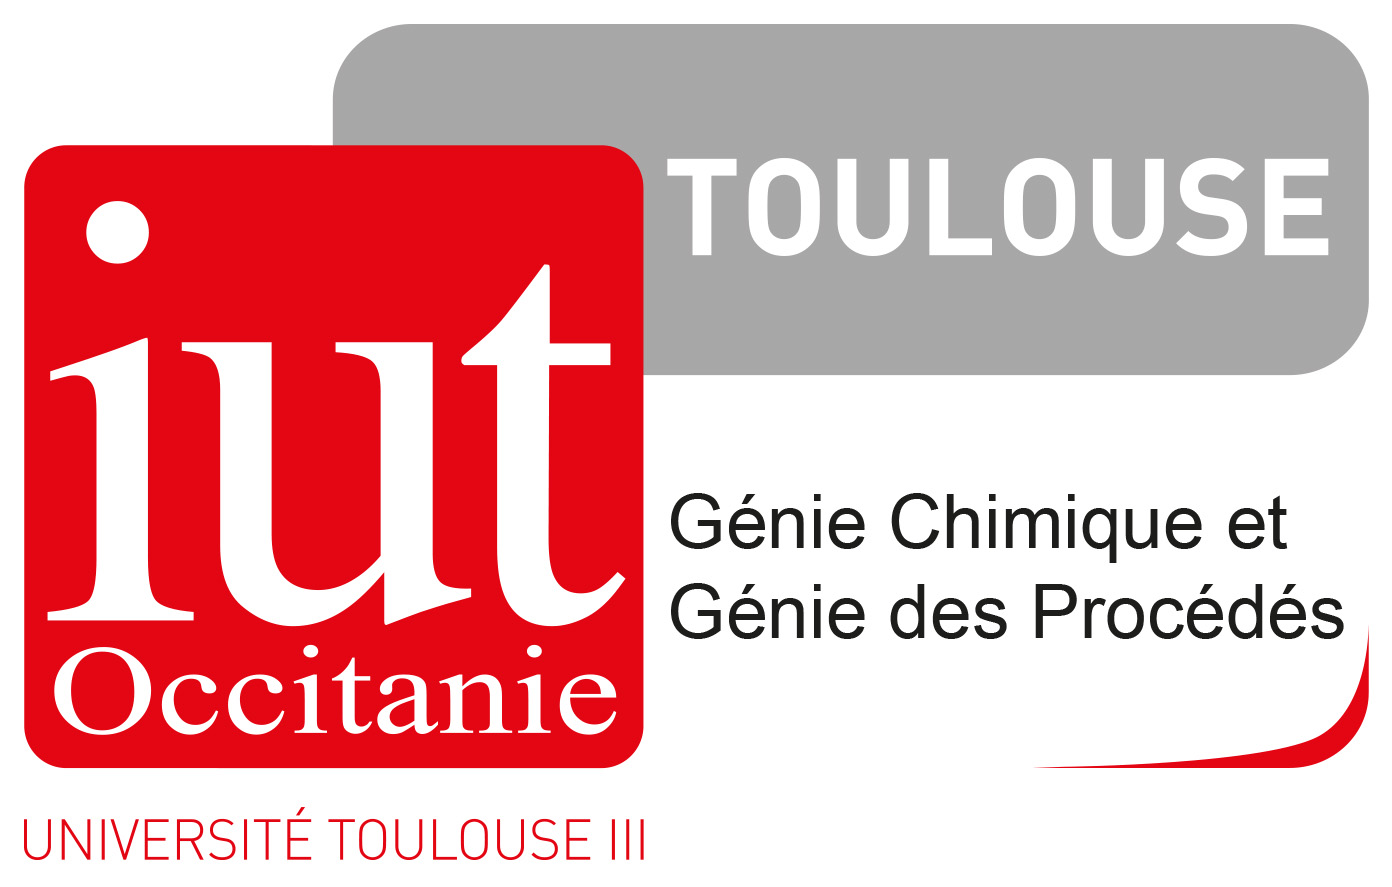 TOULOUSE
iut
Occitanie
Génie Chimique et
Génie des Procédés
UNIVERSITÉ TOULOUSE III